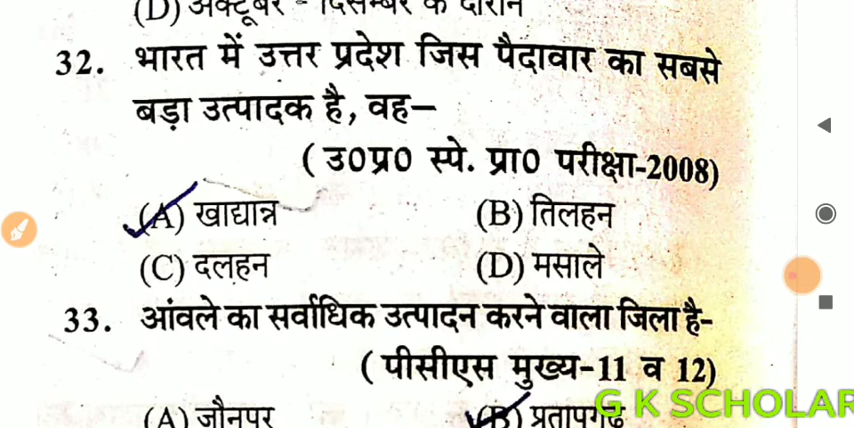 (D) अक्टूबर - दिसम्बर के दौरान
32. भारत में उत्तर प्रदेश जिस पैदावार का सबसे
बड़ा उत्पादक है, वह–
( उ0प्र0 स्पे. प्रा0 परीक्षा-2008)
(A) खाद्यान्न (B) तिलहन
(C) दलहन (D) मसाले
33. आंवले का सर्वाधिक उत्पादन करने वाला जिला है-
( पीसीएस मुख्य-11 व 12)
(A) जौनपुर (B) प्रतापगढ़
G K SCHOLAR